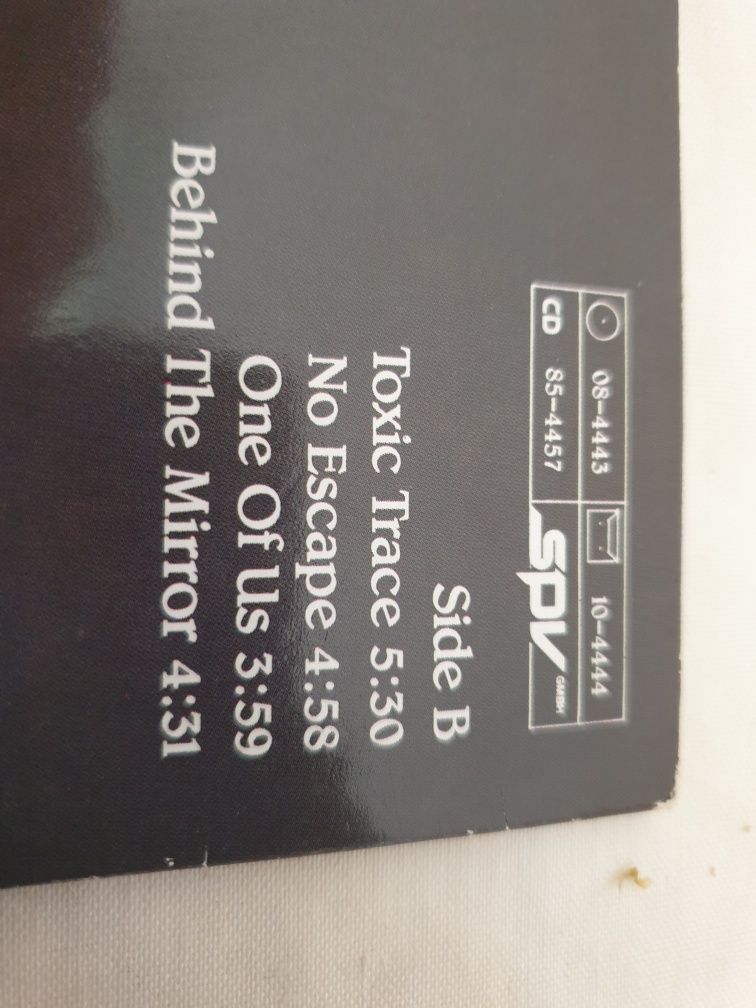 08-4443 10-4444
CD 85-4457 SPV GMBH
Side B
Toxic Trace 5:30
No Escape 4:58
One Of Us 3:59
Behind The Mirror 4:31